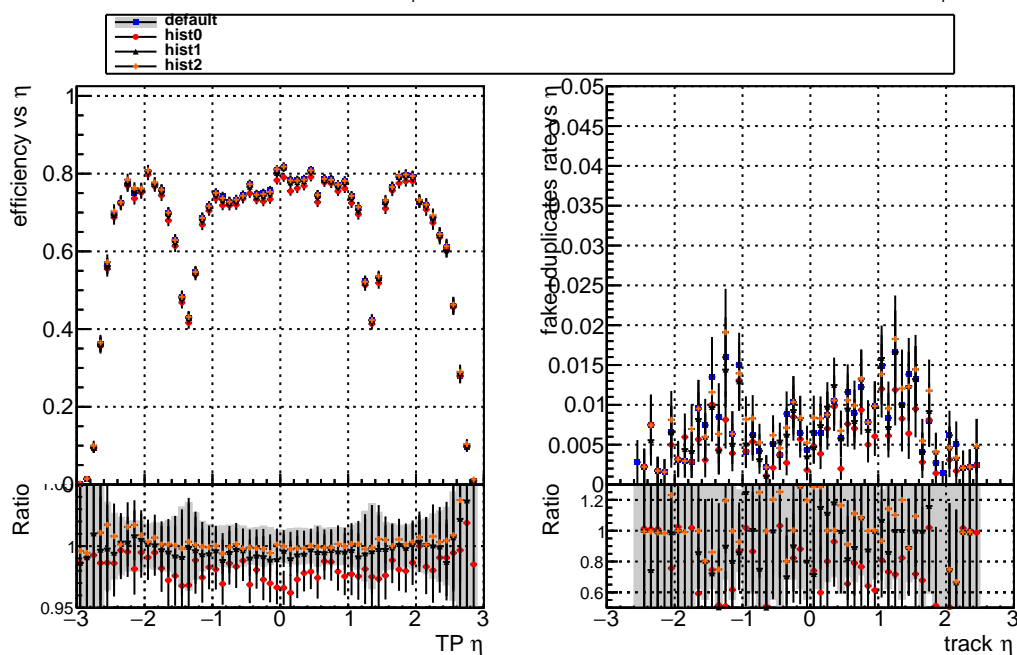 default
hist0
hist1
hist2
efficiency vs η
1
0.8
0.6
0.4
0.2
0
Ratio
1
0.95
−3 −2 −1 0 1 2 3
TP η
fake+duplicates rate vs η
0.05
0.045
0.04
0.035
0.03
0.025
0.02
0.015
0.01
0.005
0
Ratio
1.2
1
0.8
0.6
−3 −2 −1 0 1 2 3
track η